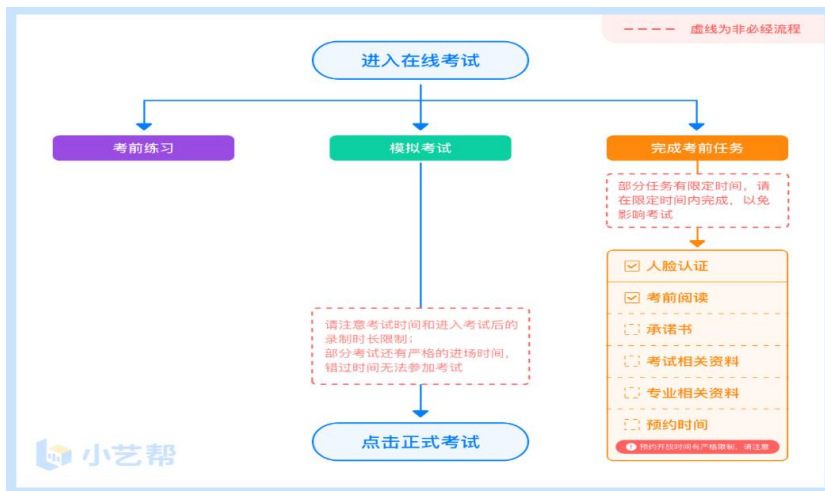 虚线为非必经流程
进入在线考试
考前练习
模拟考试
完成考前任务
部分任务有限定时间，请
在限定时间内完成，以免
影响考试
人脸认证
考前阅读
承诺书
考试相关资料
专业相关资料
预约时间
预约开放时间有严格限制，请注意
请注意考试时间和进入考试后的
录制时长限制；
部分考试还有严格的进场时间，
错过时间无法参加考试
点击正式考试
小艺帮